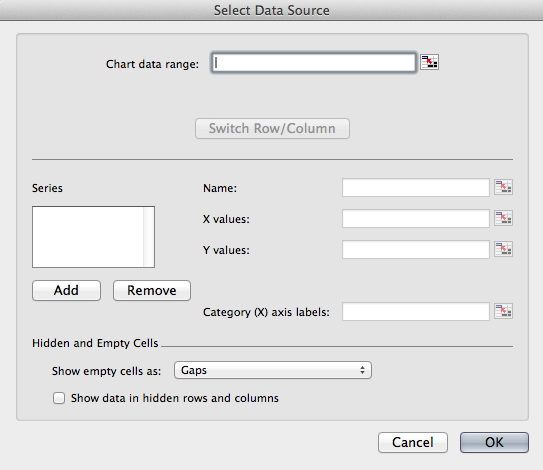 Select Data Source
Chart data range:
Switch Row/Column
Series
Name:
X values:
Y values:
Add
Remove
Category (X) axis labels:
Hidden and Empty Cells
Show empty cells as:
Gaps
Show data in hidden rows and columns
Cancel
OK